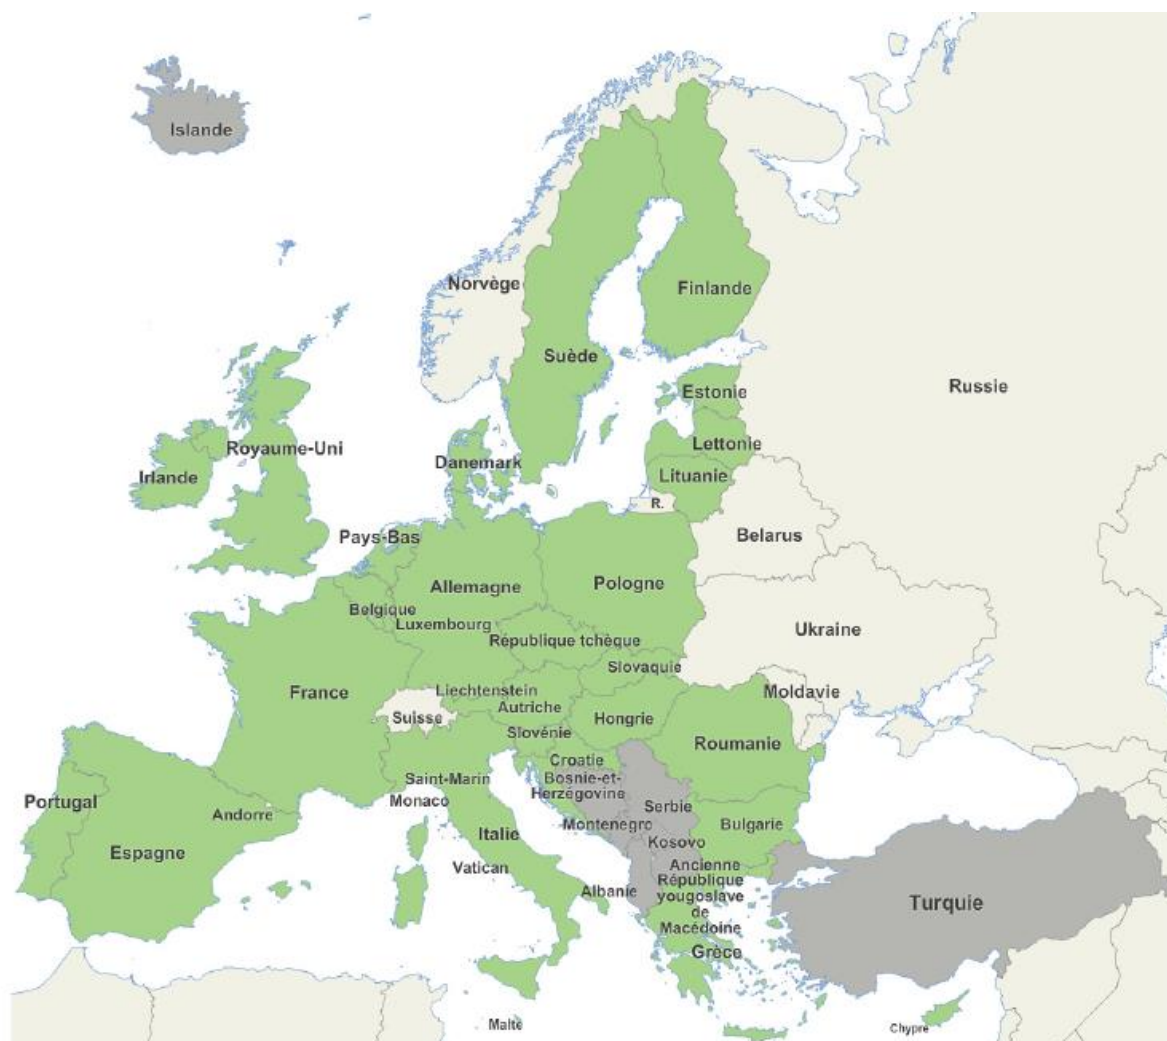 Islande
Norvège
Finlande
Suède
Russie
Estonie
Royaume-Uni
Lettonie
Irlande
Danemark
Lituanie
R.
Pays-Bas
Belarus
Allemagne
Pologne
Belgique
Luxembourg
Ukraine
République tchèque
Slovaquie
France
Liechtenstein
Moldavie
Autriche
Suisse
Hongrie
Slovénie
Roumanie
Croatie
Saint-Marin
Bosnie-et-
Herzégovine
Portugal
Monaco
Serbie
Andorre
Montenegro
Bulgarie
Italie
Kosovo
Espagne
Vatican
Ancienne
République
yougoslave
de
Macédoine
Albanie
Turquie
Grèce
Malte
Chypre